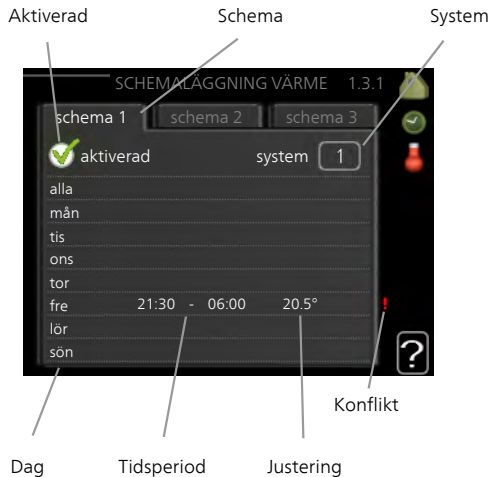 Aktiverad Schema System
SCHEMALÄGGNING VÄRME 1.3.1
schema 1 schema 2 schema 3
aktiverad system 1
alla
mån
tis
ons
tor
fre 21:30 - 06:00 20.5° !
lör
sön
?
Konflikt
Dag Tidsperiod Justering